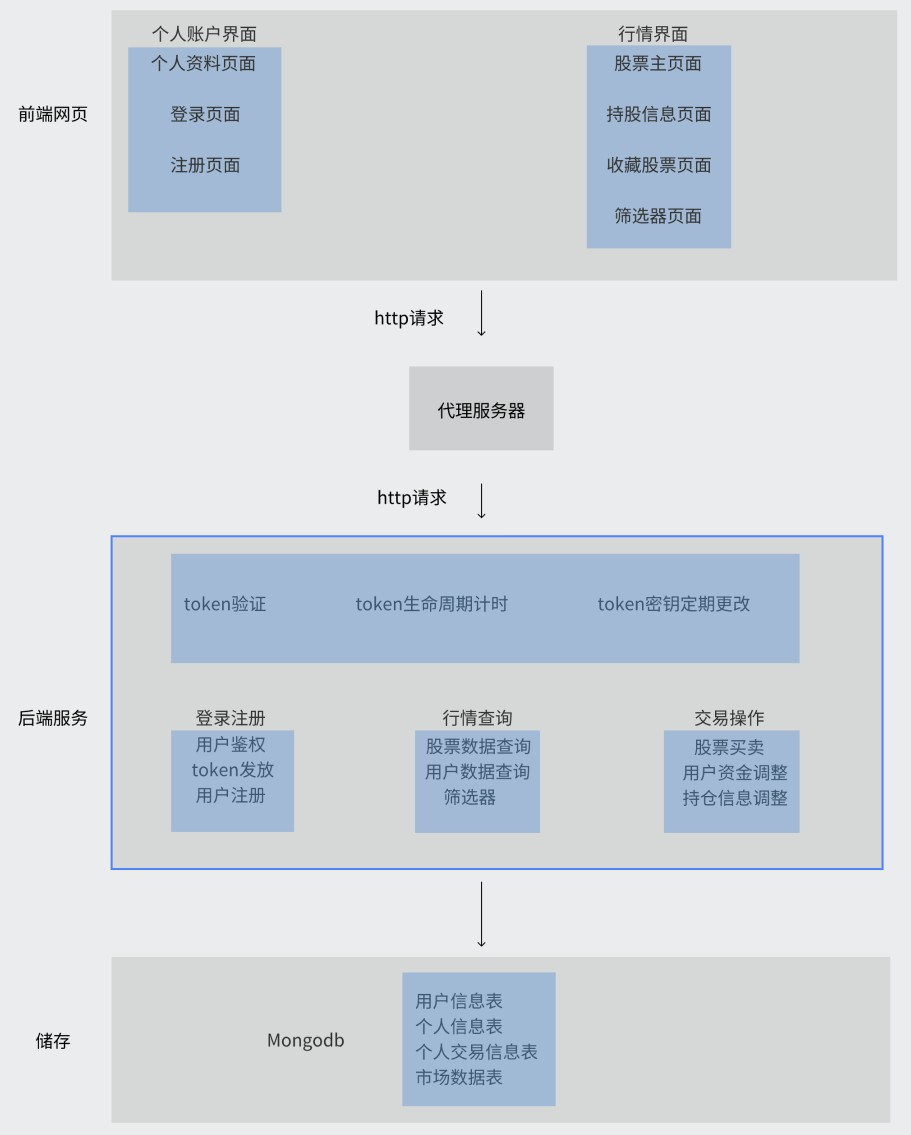 个人账户界面
个人资料页面
登录页面
注册页面
行情界面
股票主页面
持股信息页面
收藏股票页面
筛选器页面
前端网页
http请求
代理服务器
http请求
token验证
token生命周期计时
token密钥定期更改
后端服务
登录注册
用户鉴权
token发放
用户注册
行情查询
股票数据查询
用户数据查询
筛选器
交易操作
股票买卖
用户资金调整
持仓信息调整
储存
Mongodb
用户信息表
个人信息表
个人交易信息表
市场数据表